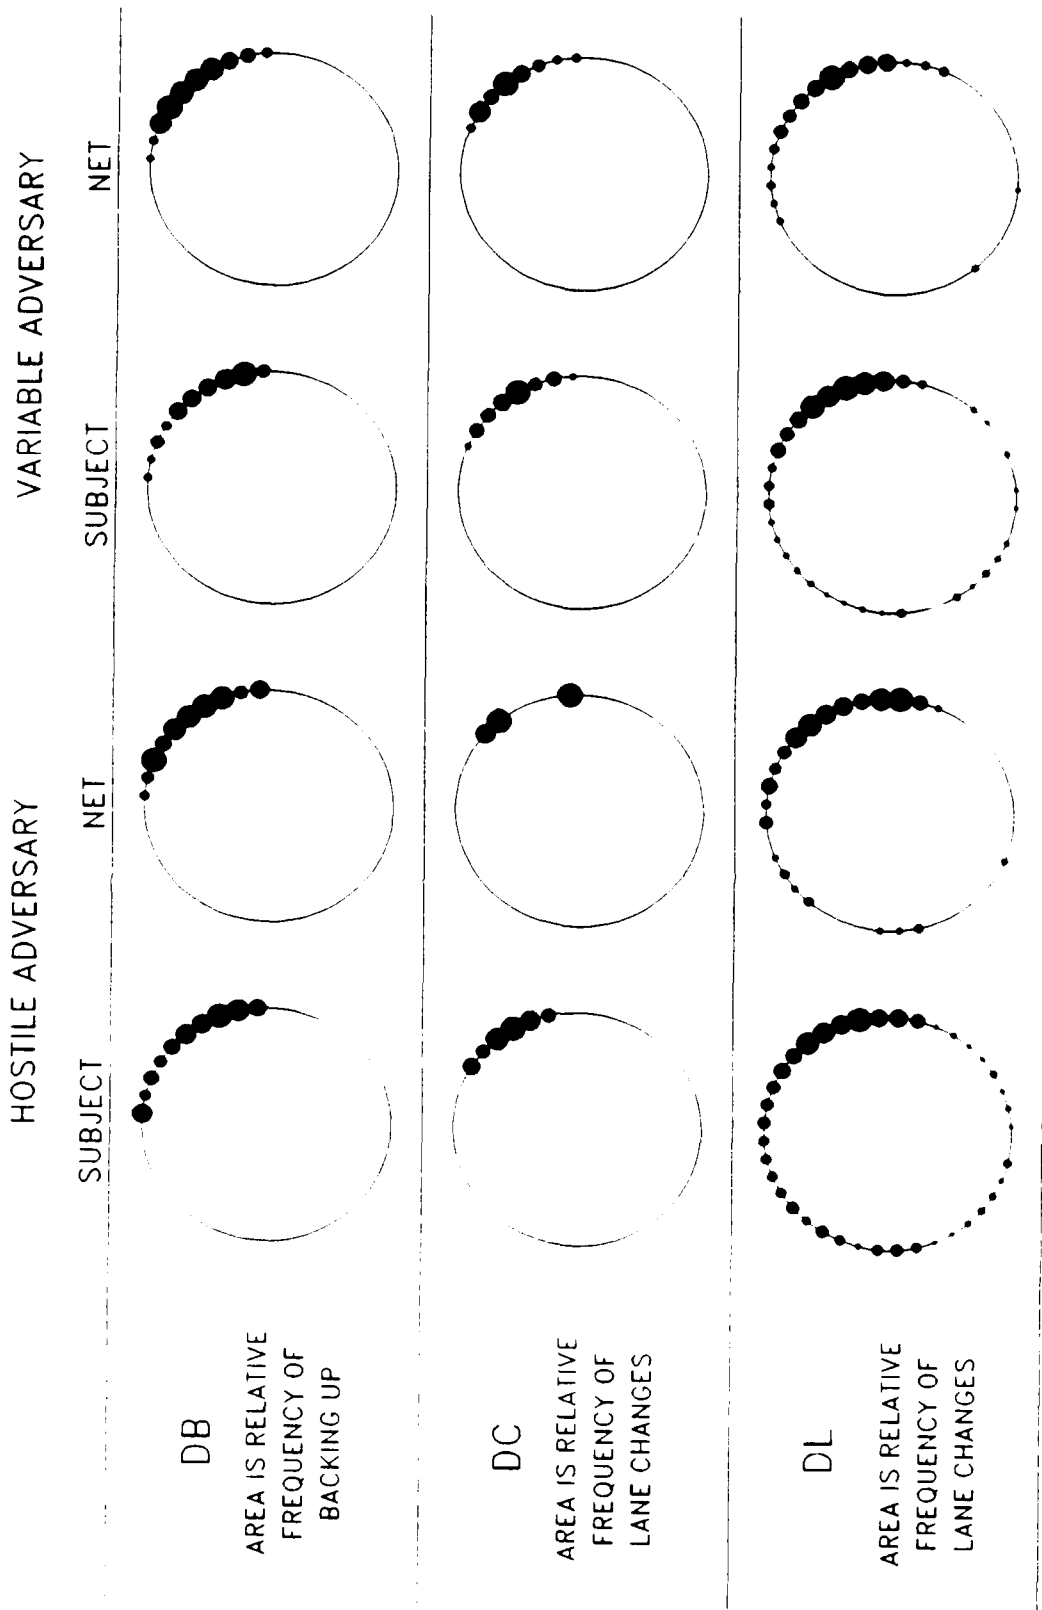 HOSTILE ADVERSARY
VARIABLE ADVERSARY
SUBJECT
NET
SUBJECT
NET
DB
AREA IS RELATIVE
FREQUENCY OF
BACKING UP
DC
AREA IS RELATIVE
FREQUENCY OF
LANE CHANGES
DL
AREA IS RELATIVE
FREQUENCY OF
LANE CHANGES